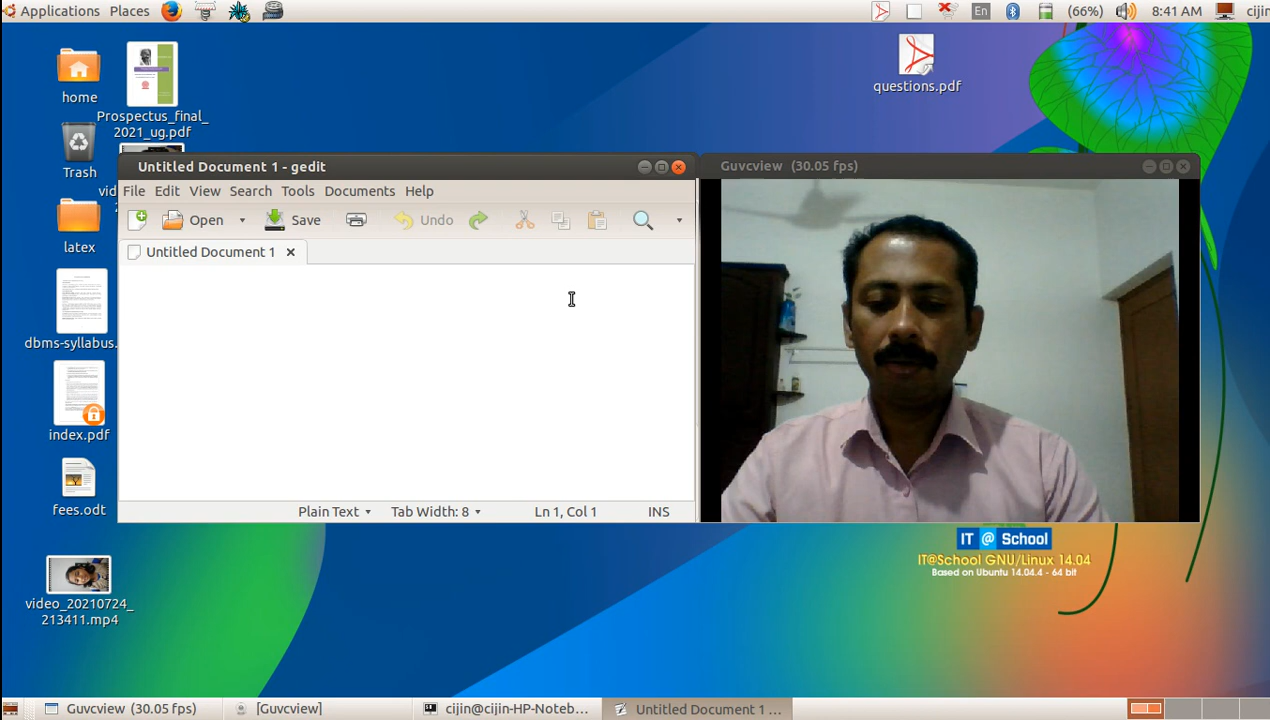 Applications Places En (66%) 8:41 AM cijin
home
Prospectus_final_
2021_ug.pdf
questions.pdf
Trash
vid
Untitled Document 1 - gedit
Guvcview (30.05 fps)
File Edit View Search Tools Documents Help
Open Save Undo
latex
Untitled Document 1
dbms-syllabus.
index.pdf
fees.odt
Plain Text Tab Width: 8 Ln 1, Col 1 INS
IT @ School
IT@School GNU/Linux 14.04
Based on Ubuntu 14.04.4 - 64 bit
video_20210724_
213411.mp4
Guvcview (30.05 fps) [Guvcview] cijin@cijin-HP-Noteb... Untitled Document 1 ...